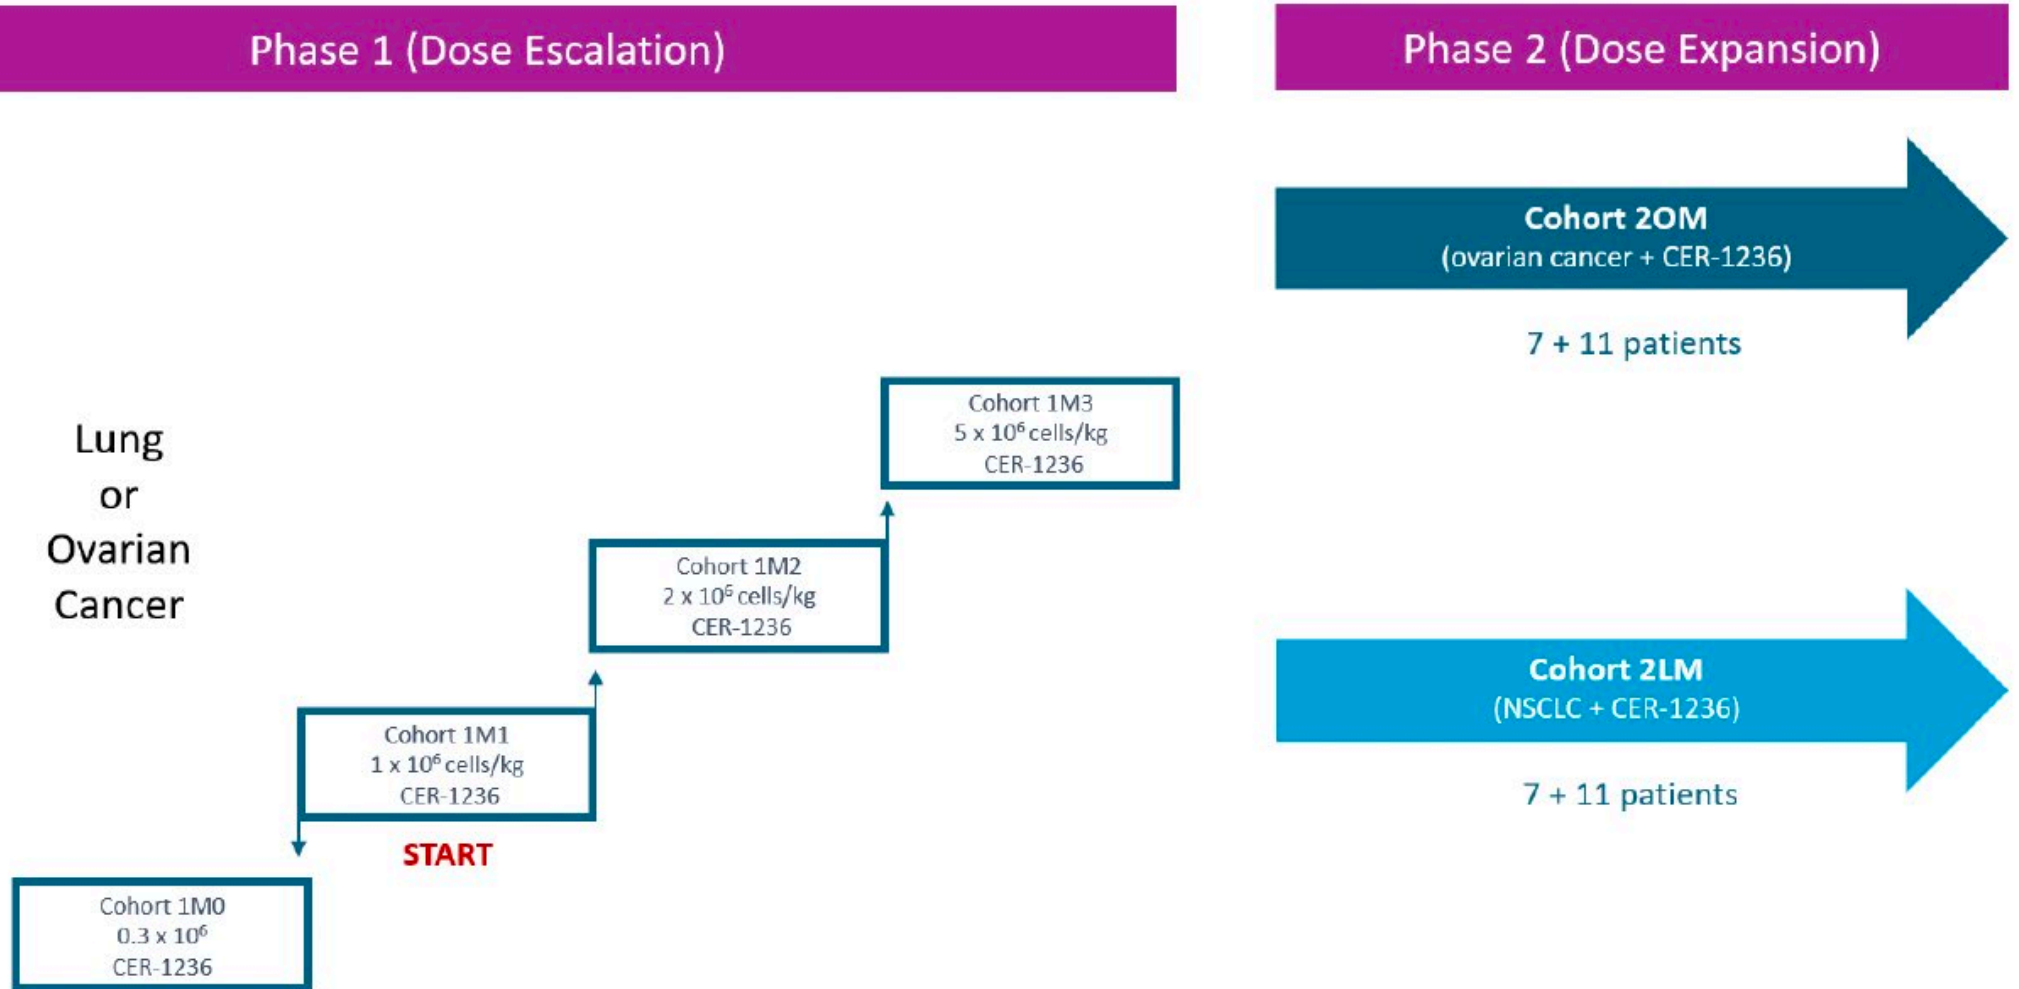 Phase 1 (Dose Escalation)
Phase 2 (Dose Expansion)
Lung
or
Ovarian
Cancer
Cohort 1M0
0.3 x 10⁶
CER-1236
Cohort 1M1
1 x 10⁶ cells/kg
CER-1236
START
Cohort 1M2
2 x 10⁶ cells/kg
CER-1236
Cohort 1M3
5 x 10⁶ cells/kg
CER-1236
Cohort 2OM
(ovarian cancer + CER-1236)
7 + 11 patients
Cohort 2LM
(NSCLC + CER-1236)
7 + 11 patients